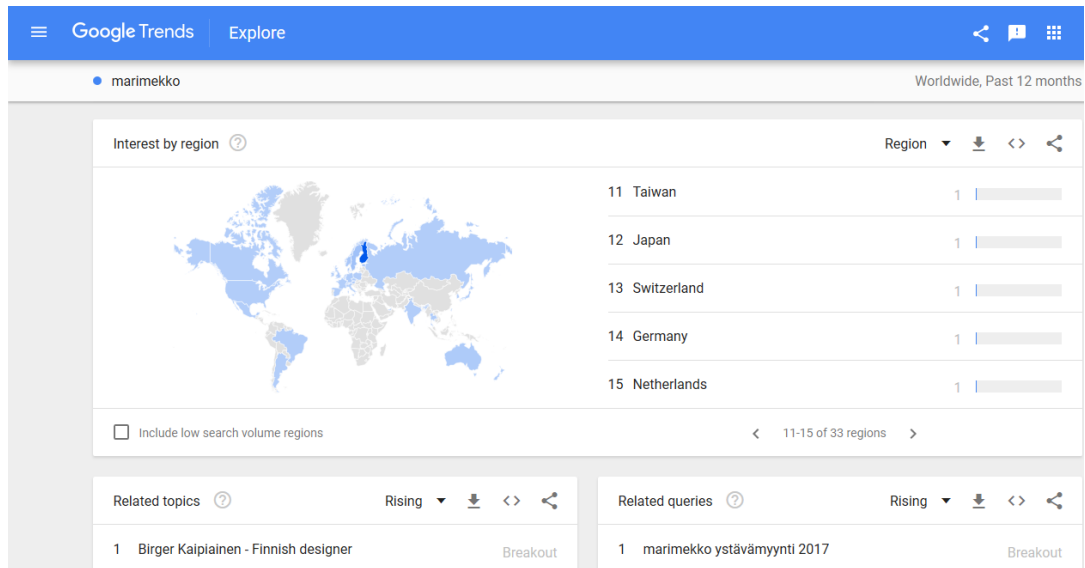 Google Trends Explore
marimekko Worldwide, Past 12 months
Interest by region Region
11 Taiwan 1
12 Japan 1
13 Switzerland 1
14 Germany 1
15 Netherlands 1
Include low search volume regions 11-15 of 33 regions
Related topics Rising
1 Birger Kaipiainen - Finnish designer Breakout
Related queries Rising
1 marimekko ystävämyynti 2017 Breakout